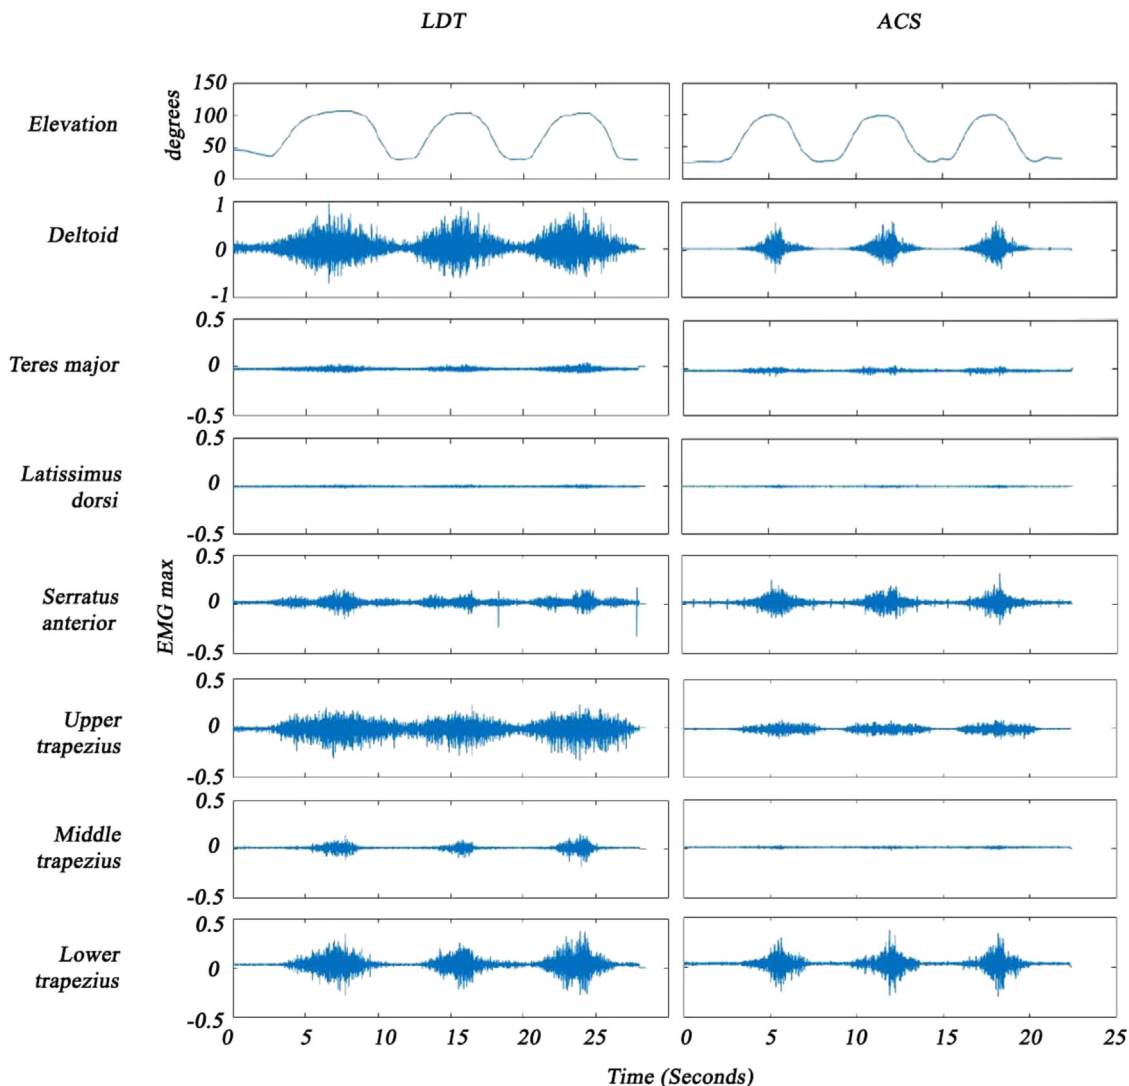 LDT
ACS
Elevation
degrees
150
100
50
0
Deltoid
1
0
-1
Teres major
0.5
0
-0.5
Latissimus
dorsi
0.5
0
-0.5
EMG max
Serratus
anterior
0.5
0
-0.5
Upper
trapezius
0.5
0
-0.5
Middle
trapezius
0.5
0
-0.5
Lower
trapezius
0.5
0
-0.5
0 5 10 15 20 25 0 5 10 15 20 25
Time (Seconds)